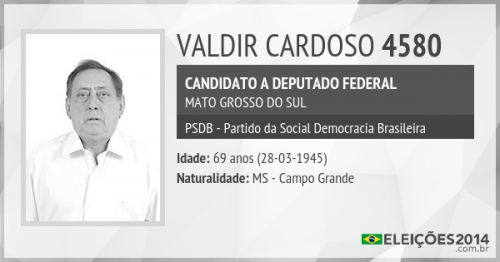 VALDIR CARDOSO 4580
CANDIDATO A DEPUTADO FEDERAL
MATO GROSSO DO SUL
PSDB - Partido da Social Democracia Brasileira
Idade: 69 anos (28-03-1945)
Naturalidade: MS - Campo Grande
ELEIÇÕES2014
.com.br